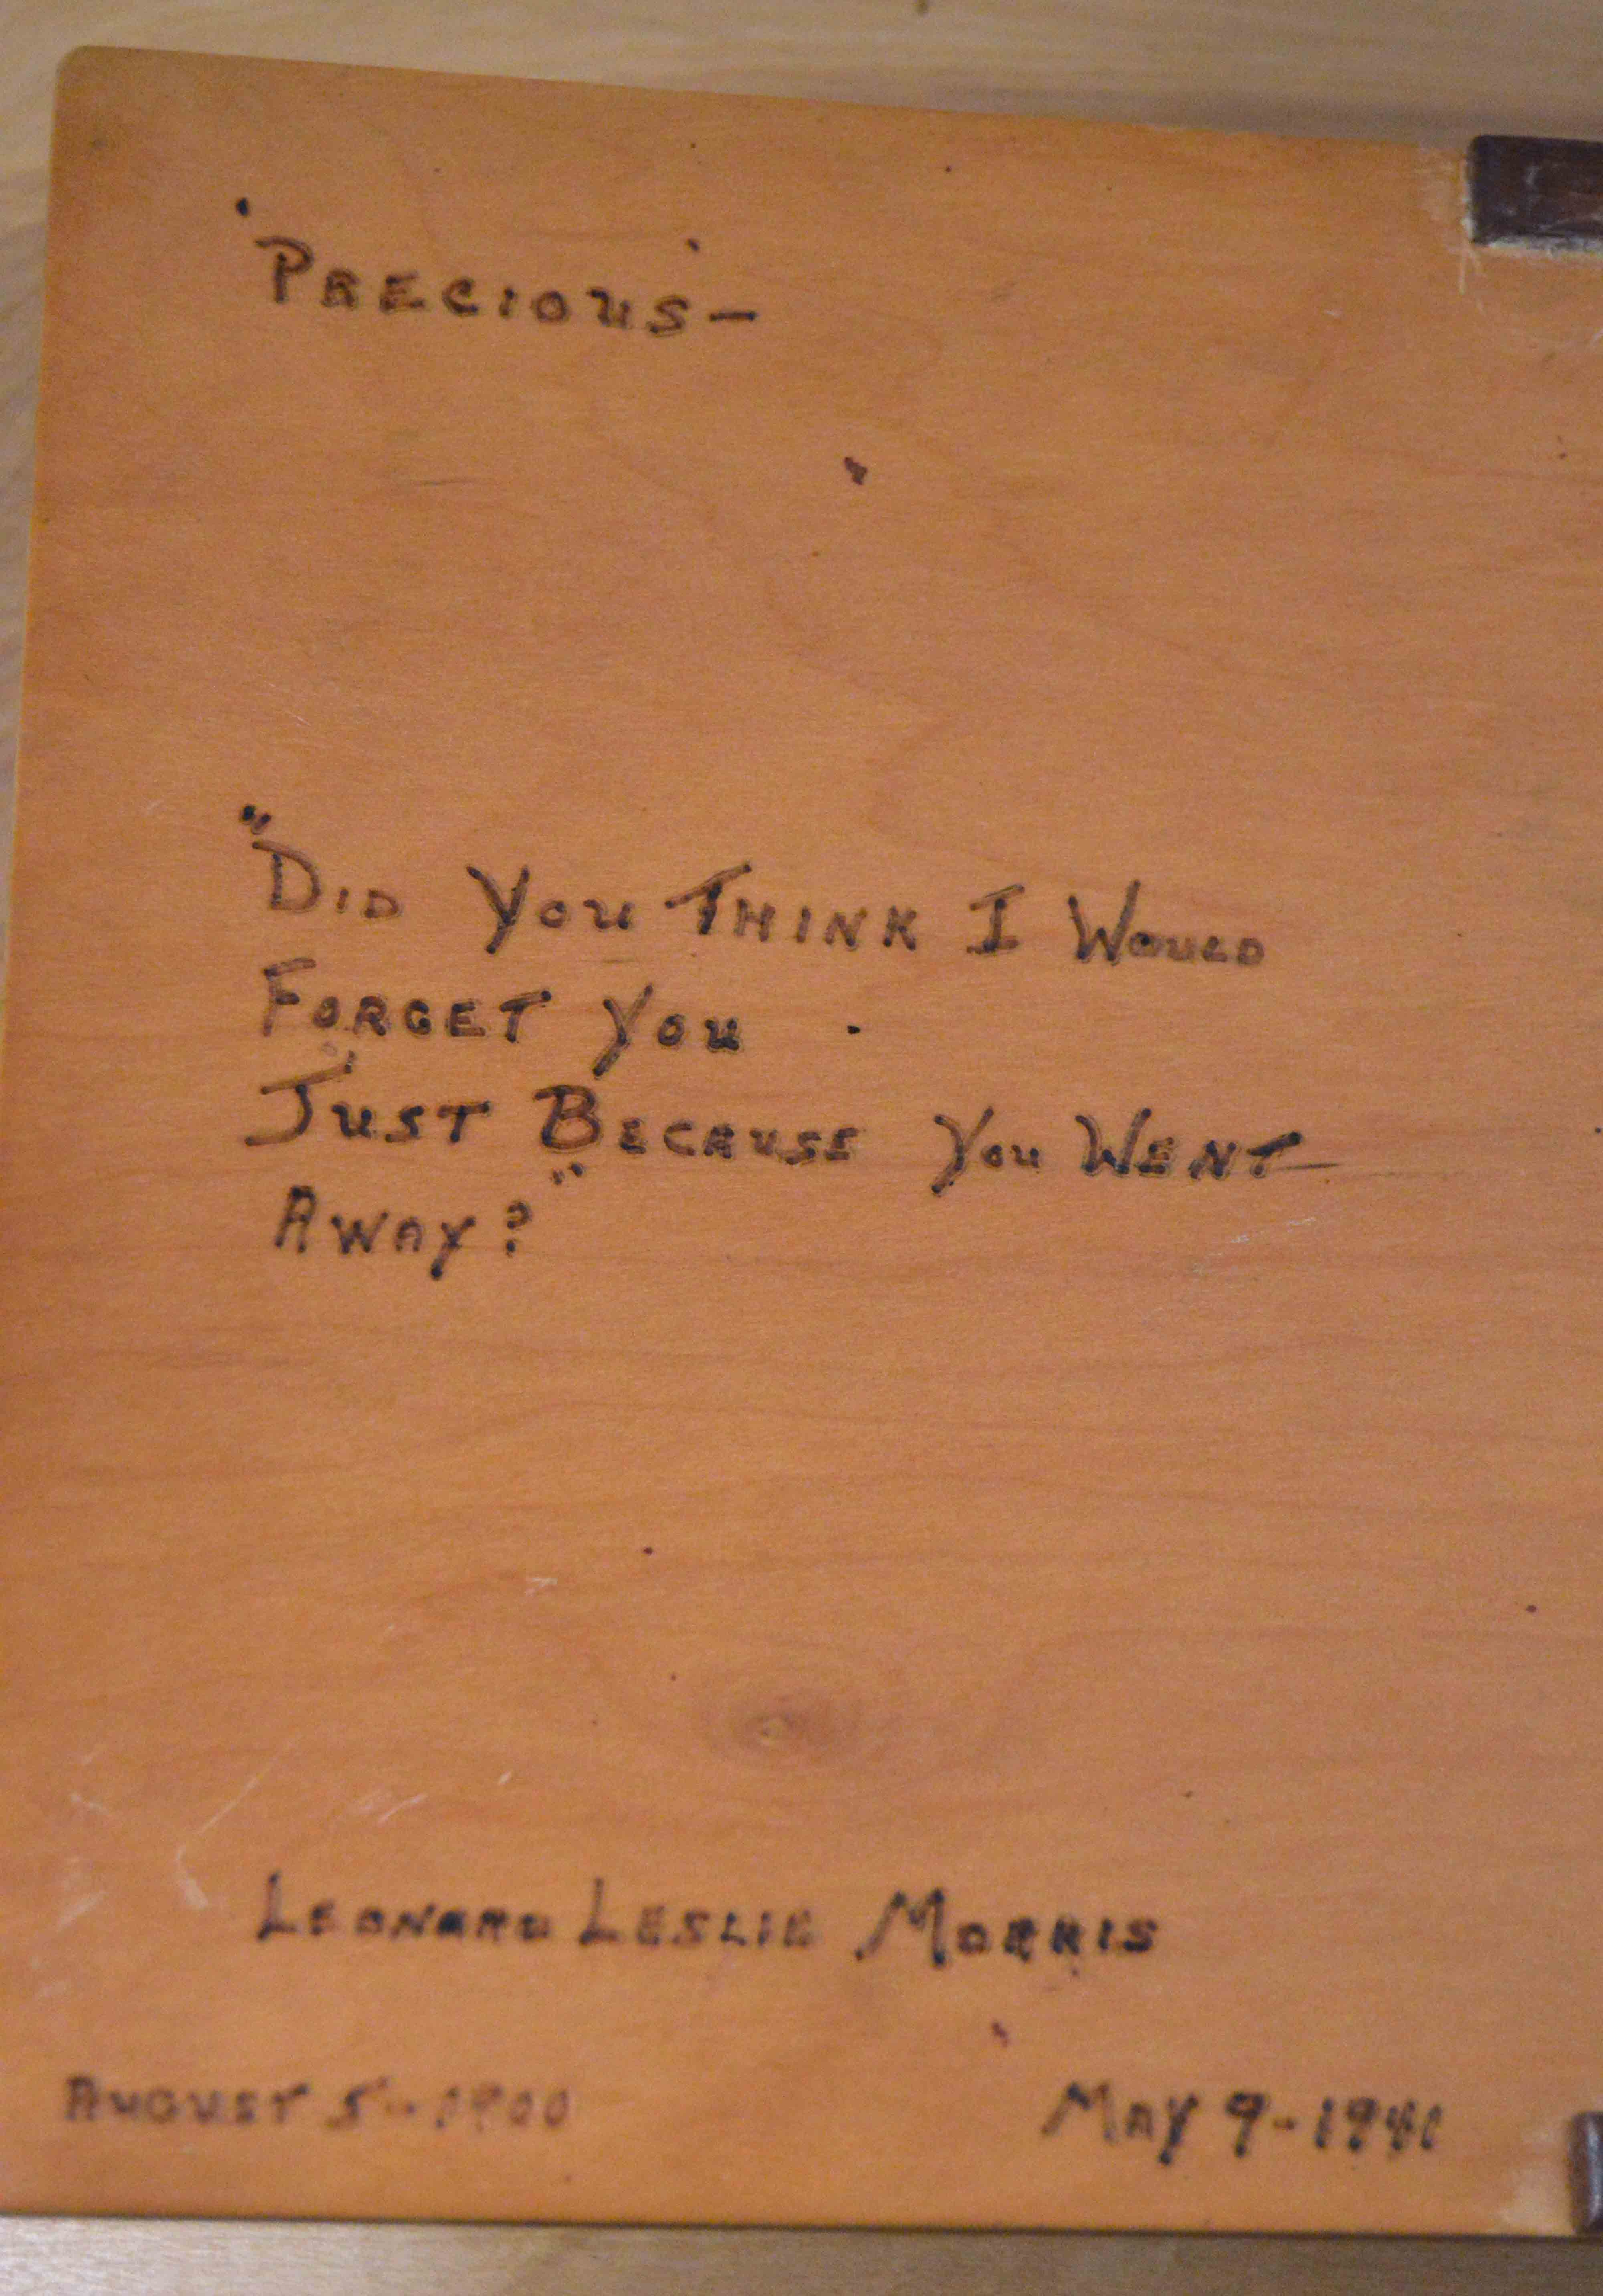 'Precious'—
"Did You Think I Would
Forget You
Just Because You Went
Away?"
Leonard Leslie Morris
August 5-1900
May 9-1941